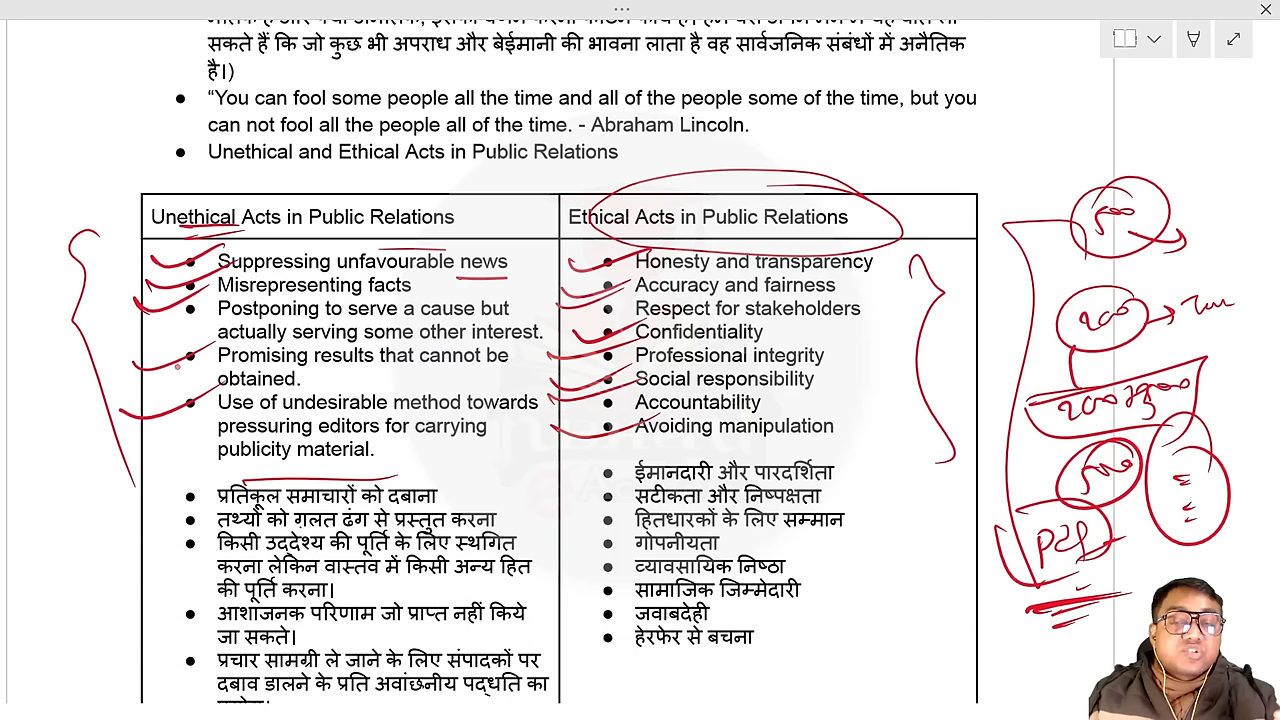 सकते हैं कि जो कुछ भी अपराध और बेईमानी की भावना लाता है वह सार्वजनिक संबंधों में अनैतिक
है।)
● “You can fool some people all the time and all of the people some of the time, but you
can not fool all the people all of the time. - Abraham Lincoln.
● Unethical and Ethical Acts in Public Relations
Unethical Acts in Public Relations
● Suppressing unfavourable news
● Misrepresenting facts
● Postponing to serve a cause but
actually serving some other interest.
● Promising results that cannot be
obtained.
● Use of undesirable method towards
pressuring editors for carrying
publicity material.
● प्रतिकूल समाचारों को दबाना
● तथ्यों को ग़लत ढंग से प्रस्तुत करना
● किसी उद्देश्य की पूर्ति के लिए स्थगित
करना लेकिन वास्तव में किसी अन्य हित
की पूर्ति करना।
● आशाजनक परिणाम जो प्राप्त नहीं किये
जा सकते।
● प्रचार सामग्री ले जाने के लिए संपादकों पर
दबाव डालने के प्रति अवांछनीय पद्धति का
Ethical Acts in Public Relations
● Honesty and transparency
● Accuracy and fairness
● Respect for stakeholders
● Confidentiality
● Professional integrity
● Social responsibility
● Accountability
● Avoiding manipulation
● ईमानदारी और पारदर्शिता
● सटीकता और निष्पक्षता
● हितधारकों के लिए सम्मान
● गोपनीयता
● व्यावसायिक निष्ठा
● सामाजिक जिम्मेदारी
● जवाबदेही
● हेरफेर से बचना
500
200